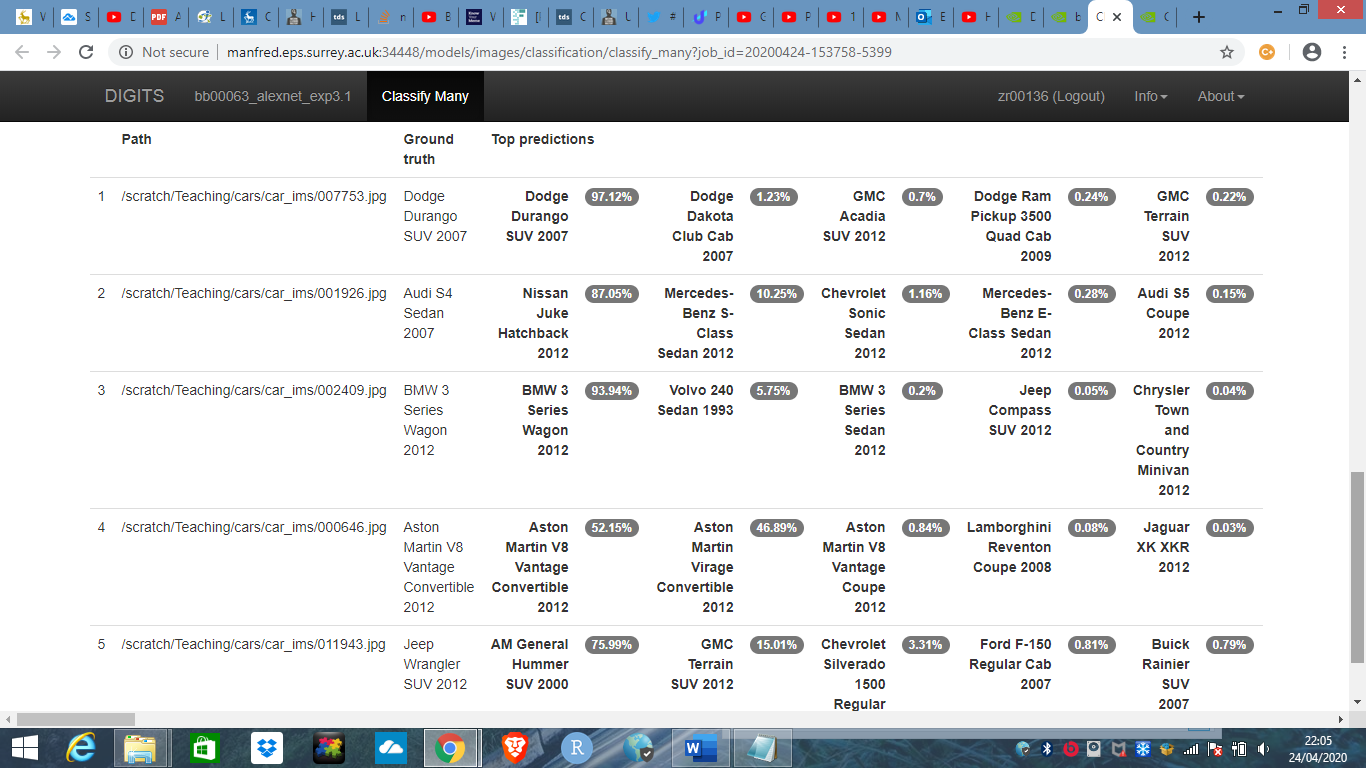 W
D
A
L
C
H
L
n
B
W
[
C
U
#
P
G
P
1
N
E
H
D
b
C
C
Not secure | manfred.eps.surrey.ac.uk:34448/models/images/classification/classify_many?job_id=20200424-153758-5399
DIGITS bb00063_alexnet_exp3.1 Classify Many zr00136 (Logout) Info About
Path Ground Top predictions
truth
1 /scratch/Teaching/cars/car_ims/007753.jpg Dodge Dodge 97.12% Dodge 1.23% GMC 0.7% Dodge Ram 0.24% GMC 0.22%
Durango Durango Dakota Acadia Pickup 3500 Terrain
SUV 2007 SUV 2007 Club Cab SUV 2012 Quad Cab SUV
2007 2009 2012
2 /scratch/Teaching/cars/car_ims/001926.jpg Audi S4 Nissan 87.05% Mercedes- 10.25% Chevrolet 1.16% Mercedes- 0.28% Audi S5 0.15%
Sedan Juke Benz S- Sonic Benz E- Coupe
2007 Hatchback Class Sedan Class Sedan 2012
2012 Sedan 2012 2012 2012
3 /scratch/Teaching/cars/car_ims/002409.jpg BMW 3 BMW 3 93.94% Volvo 240 5.75% BMW 3 0.2% Jeep 0.05% Chrysler 0.04%
Series Series Sedan 1993 Series Compass Town
Wagon Wagon Sedan SUV 2012 and
2012 2012 2012 Country
Minivan
2012
4 /scratch/Teaching/cars/car_ims/000646.jpg Aston Aston 52.15% Aston 46.89% Aston 0.84% Lamborghini 0.08% Jaguar 0.03%
Martin V8 Martin V8 Martin Martin V8 Reventon XK XKR
Vantage Vantage Virage Vantage Coupe 2008 2012
Convertible Convertible Convertible Coupe
2012 2012 2012 2012
5 /scratch/Teaching/cars/car_ims/011943.jpg Jeep AM General 75.99% GMC 15.01% Chevrolet 3.31% Ford F-150 0.81% Buick 0.79%
Wrangler Hummer Terrain Silverado Regular Cab Rainier
SUV 2012 SUV 2000 SUV 2012 1500 2007 SUV
Regular 2007
22:05
24/04/2020